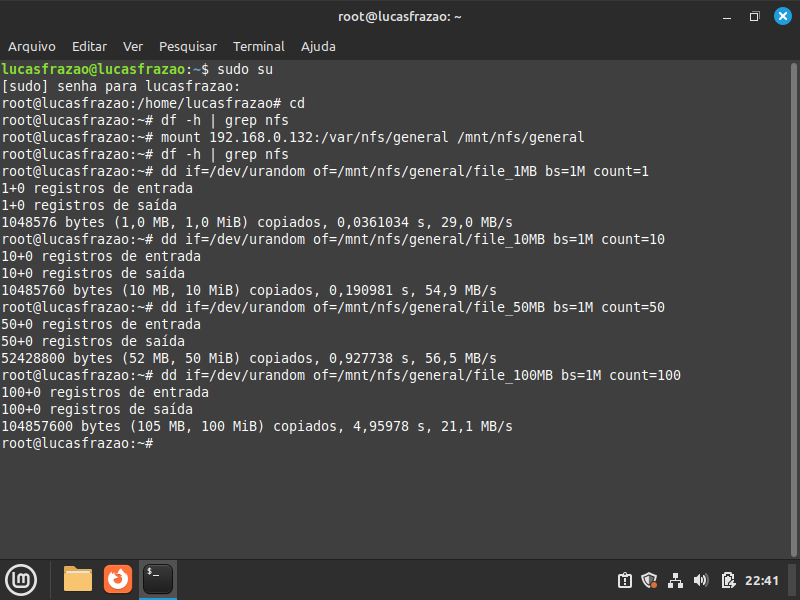 root@lucasfrazao: ~
Arquivo Editar Ver Pesquisar Terminal Ajuda
lucasfrazao@lucasfrazao:~$ sudo su
[sudo] senha para lucasfrazao:
root@lucasfrazao:/home/lucasfrazao# cd
root@lucasfrazao:~# df -h | grep nfs
root@lucasfrazao:~# mount 192.168.0.132:/var/nfs/general /mnt/nfs/general
root@lucasfrazao:~# df -h | grep nfs
root@lucasfrazao:~# dd if=/dev/urandom of=/mnt/nfs/general/file_1MB bs=1M count=1
1+0 registros de entrada
1+0 registros de saída
1048576 bytes (1,0 MB, 1,0 MiB) copiados, 0,0361034 s, 29,0 MB/s
root@lucasfrazao:~# dd if=/dev/urandom of=/mnt/nfs/general/file_10MB bs=1M count=10
10+0 registros de entrada
10+0 registros de saída
10485760 bytes (10 MB, 10 MiB) copiados, 0,190981 s, 54,9 MB/s
root@lucasfrazao:~# dd if=/dev/urandom of=/mnt/nfs/general/file_50MB bs=1M count=50
50+0 registros de entrada
50+0 registros de saída
52428800 bytes (52 MB, 50 MiB) copiados, 0,927738 s, 56,5 MB/s
root@lucasfrazao:~# dd if=/dev/urandom of=/mnt/nfs/general/file_100MB bs=1M count=100
100+0 registros de entrada
100+0 registros de saída
104857600 bytes (105 MB, 100 MiB) copiados, 4,95978 s, 21,1 MB/s
root@lucasfrazao:~#
$_
22:41